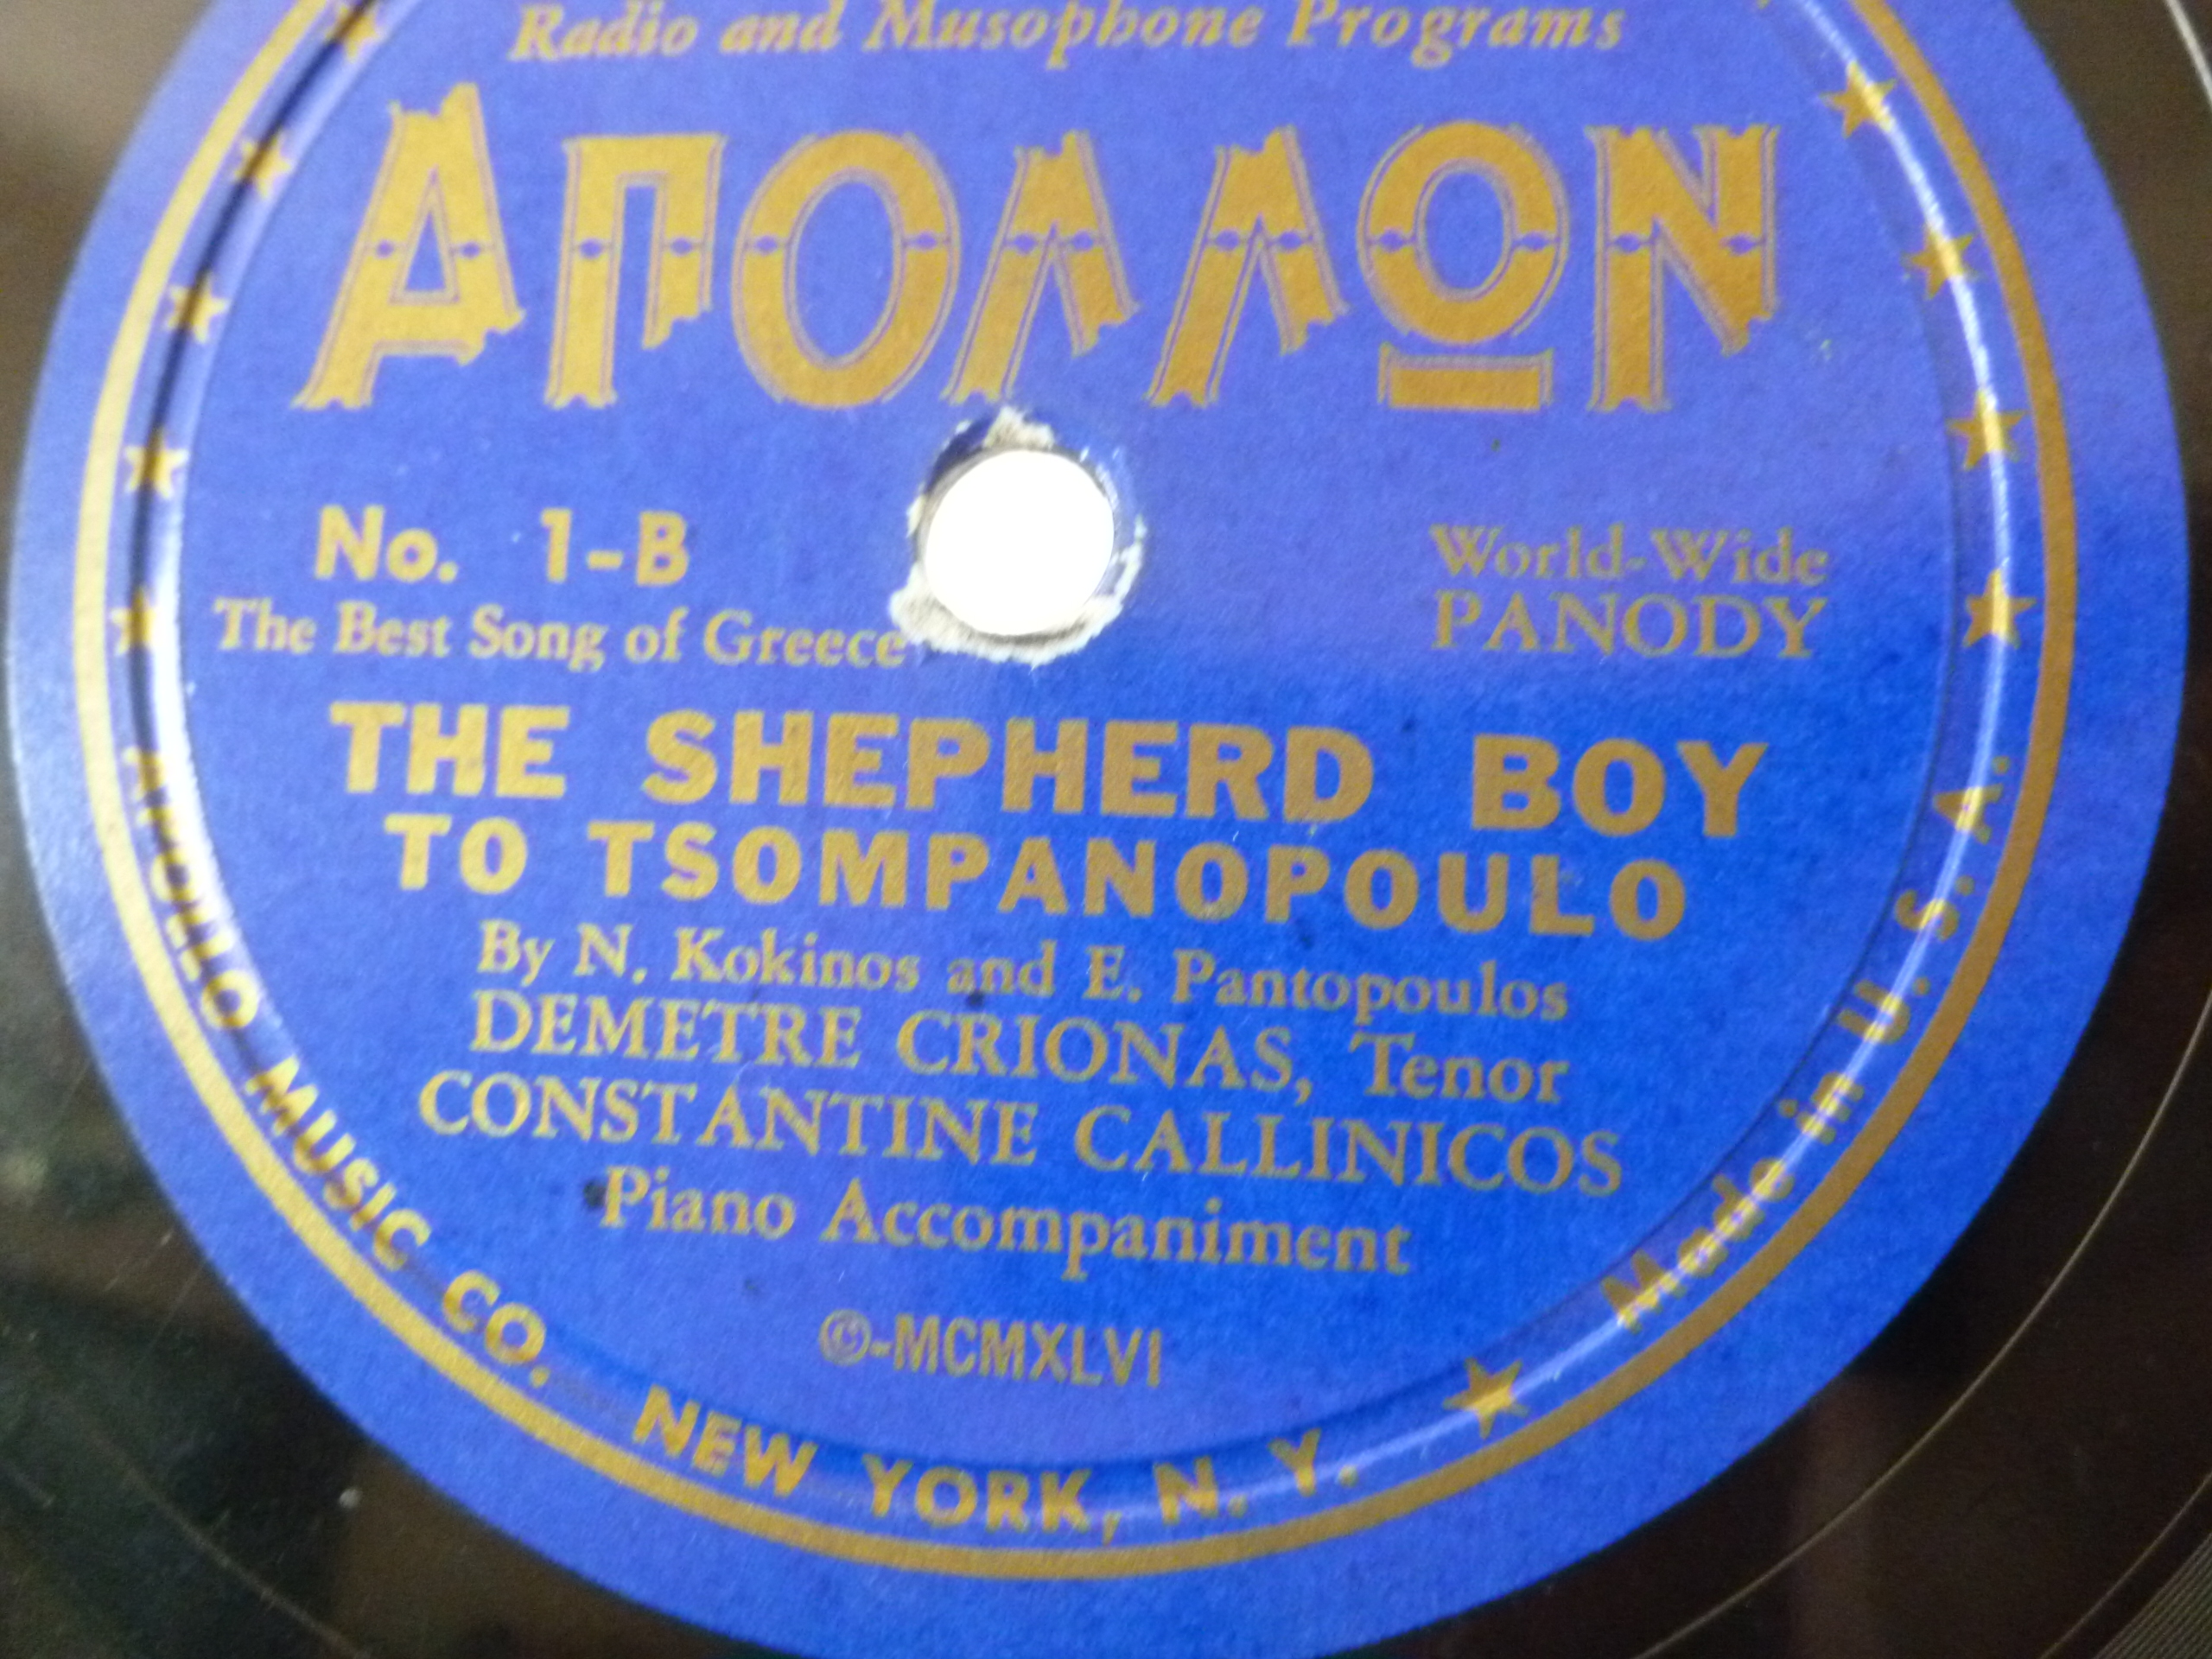 Radio and Musophone Programs
ΑΠΟΛΛΩΝ
No. 1-B
The Best Song of Greece
World-Wide
PANODY
THE SHEPHERD BOY
TO TSOMPANOPOULO
By N. Kokinos and E. Pantopoulos
DEMETRE CRIONAS, Tenor
CONSTANTINE CALLINICOS
Piano Accompaniment
©-MCMXLVI
APOLLO MUSIC CO. NEW YORK, N. Y. ★ Made in U.S.A.